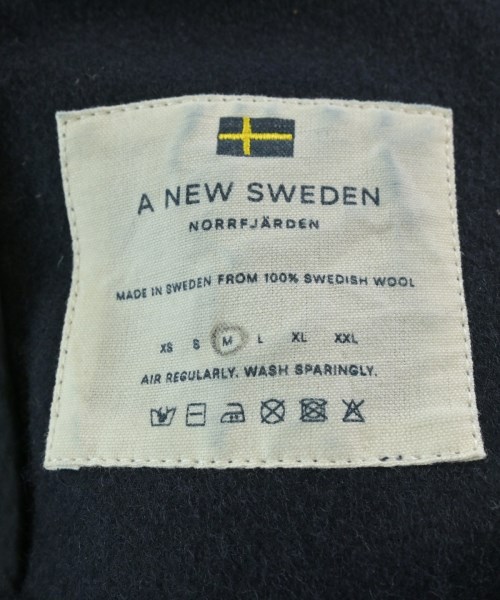 A NEW SWEDEN
NORRFJÄRDEN
MADE IN SWEDEN FROM 100% SWEDISH WOOL
XS S M L XL XXL
AIR REGULARLY. WASH SPARINGLY.